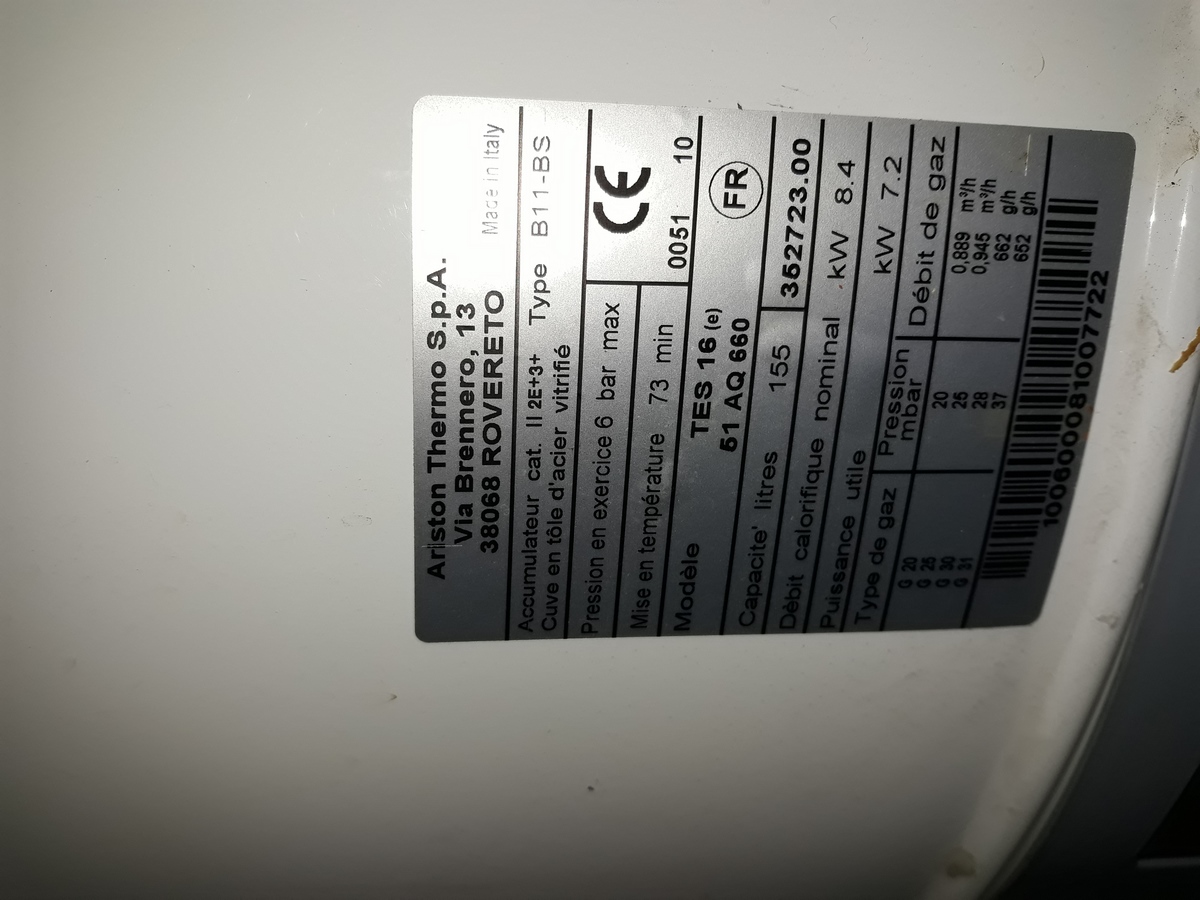 Ariston Thermo S.p.A.
Via Brennero, 13
38068 ROVERETO
Made in Italy
Accumulateur cat. II 2E+3+ Type B11-BS
Cuve en tôle d'acier vitrifié
Pression en exercice 6 bar max
CE
Mise en température 73 min
0051 10
Modèle TES 16 (e)
51 AQ 660
FR
Capacite' litres 155
352723.00
Débit calorifique nominal kW 8.4
Puissance utile kW 7.2
Type de gaz Pression mbar Débit de gaz
G 20 20 0,889 m³/h
G 25 25 0,945 m³/h
G 30 28 662 g/h
G 31 37 652 g/h
1006000081007722